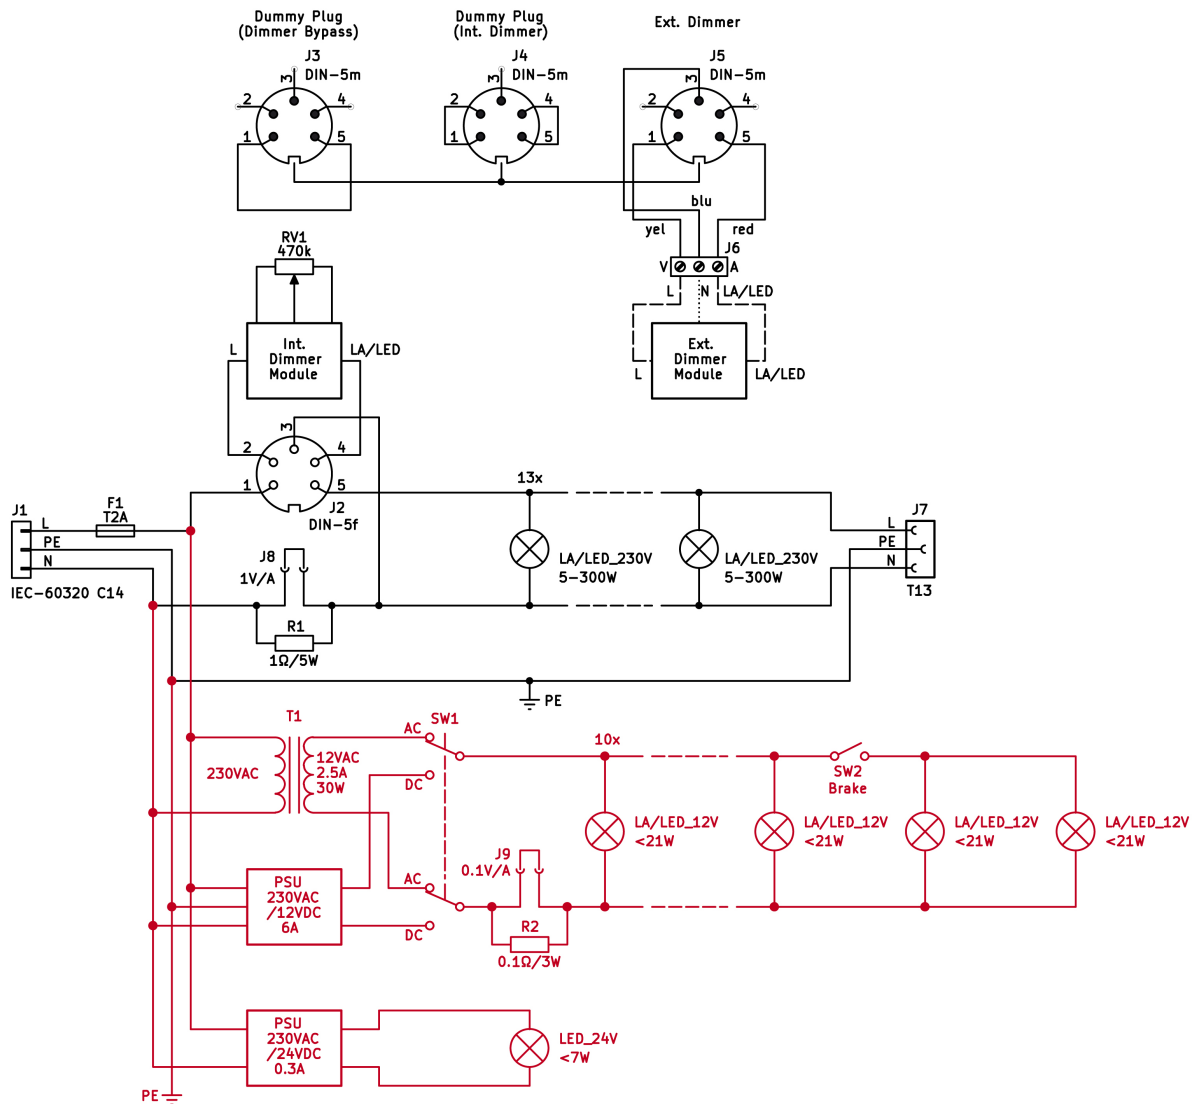 Dummy Plug
(Dimmer Bypass)
Dummy Plug
(Int. Dimmer)
Ext. Dimmer
J3
DIN-5m
3
2
4
1
5
J4
DIN-5m
3
2
4
1
5
J5
DIN-5m
3
2
4
1
5
blu
yel
red
J6
V
A
L
N
LA/LED
Ext.
Dimmer
Module
L
LA/LED
RV1
470k
L
Int.
Dimmer
Module
LA/LED
3
2
4
1
5
J2
DIN-5f
13x
J1
L
PE
N
IEC-60320 C14
F1
T2A
J8
1V/A
R1
1Ω/5W
LA/LED_230V
5-300W
LA/LED_230V
5-300W
J7
L
PE
N
T13
PE
T1
230VAC
12VAC
2.5A
30W
AC
SW1
DC
10x
SW2
Brake
LA/LED_12V
<21W
LA/LED_12V
<21W
LA/LED_12V
<21W
LA/LED_12V
<21W
J9
0.1V/A
AC
DC
R2
0.1Ω/3W
PSU
230VAC
/12VDC
6A
PSU
230VAC
/24VDC
0.3A
LED_24V
<7W
PE